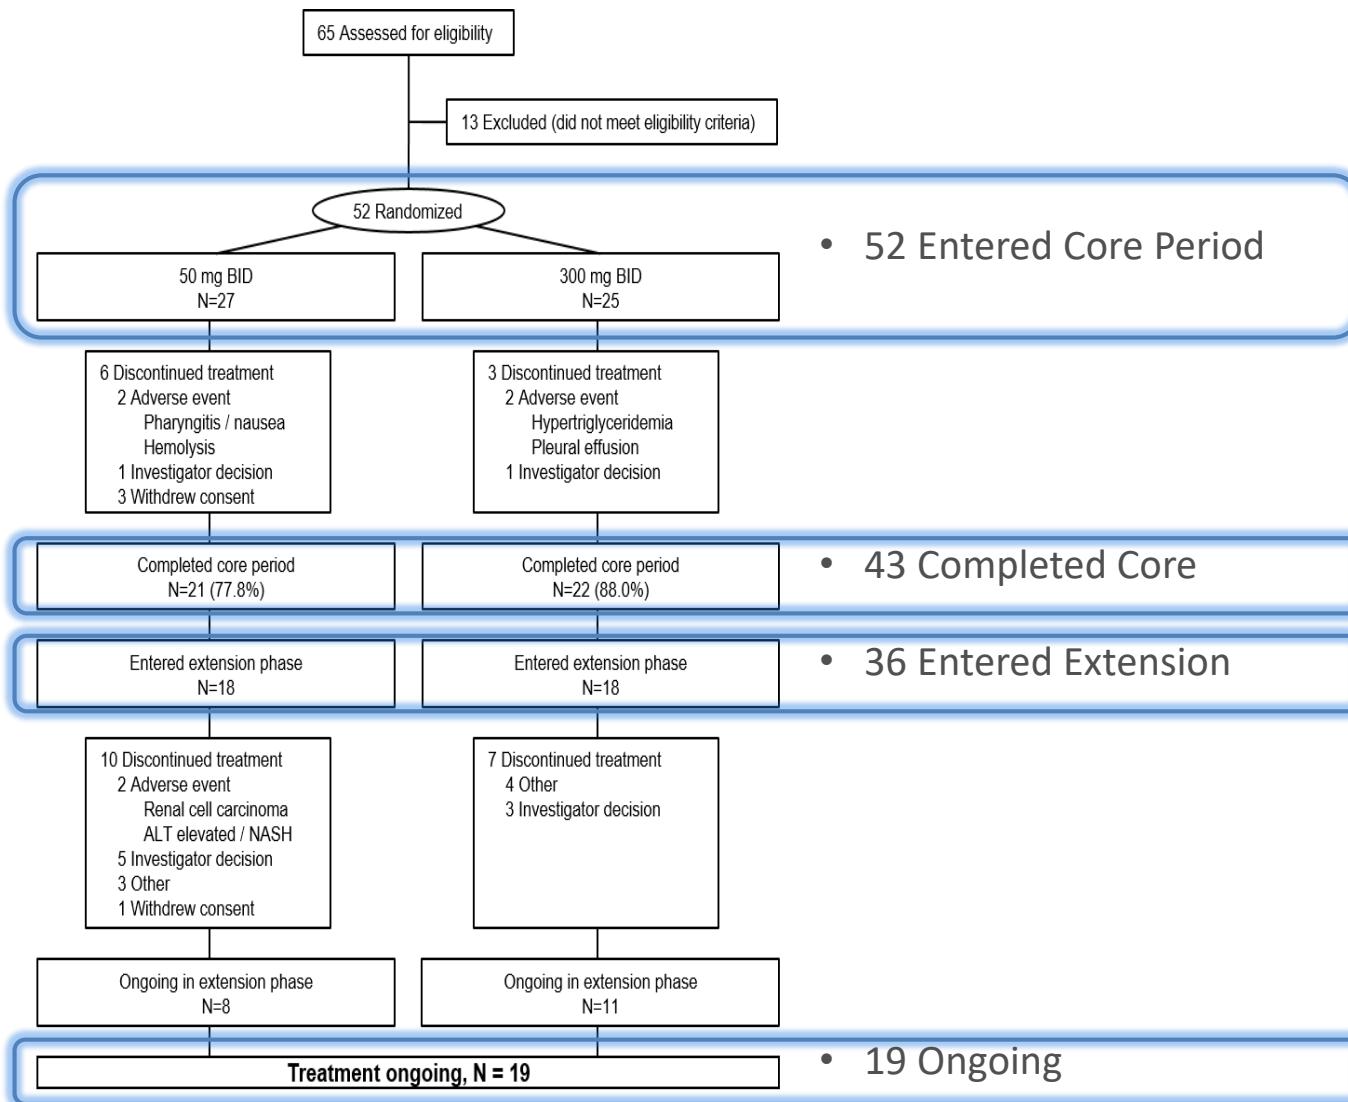 65 Assessed for eligibility
13 Excluded (did not meet eligibility criteria)
52 Randomized
• 52 Entered Core Period
50 mg BID
N=27
300 mg BID
N=25
6 Discontinued treatment
2 Adverse event
Pharyngitis / nausea
Hemolysis
1 Investigator decision
3 Withdrew consent
3 Discontinued treatment
2 Adverse event
Hypertriglyceridemia
Pleural effusion
1 Investigator decision
Completed core period
N=21 (77.8%)
Completed core period
N=22 (88.0%)
• 43 Completed Core
Entered extension phase
N=18
Entered extension phase
N=18
• 36 Entered Extension
10 Discontinued treatment
2 Adverse event
Renal cell carcinoma
ALT elevated / NASH
5 Investigator decision
3 Other
1 Withdrew consent
7 Discontinued treatment
4 Other
3 Investigator decision
Ongoing in extension phase
N=8
Ongoing in extension phase
N=11
Treatment ongoing, N = 19
• 19 Ongoing